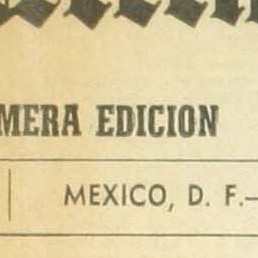 MERA EDICION
MEXICO, D. F.—